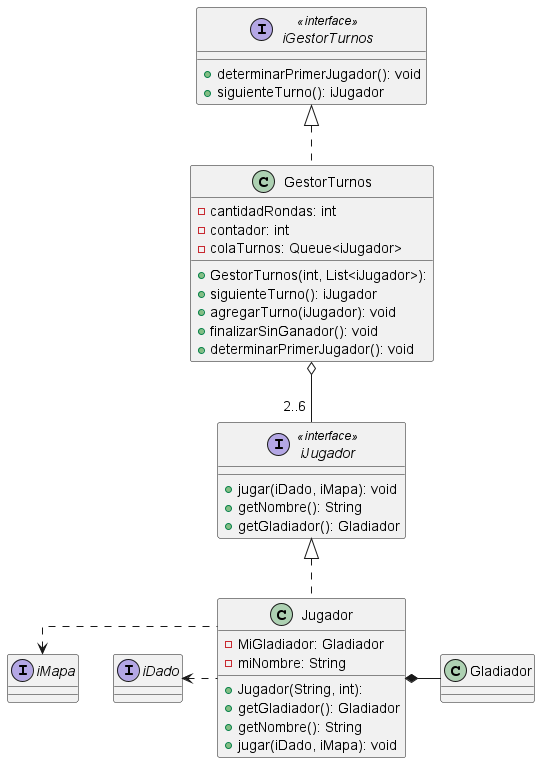 «interface»
I iGestorTurnos
determinarPrimerJugador(): void
siguienteTurno(): iJugador
C GestorTurnos
cantidadRondas: int
contador: int
colaTurnos: Queue<iJugador>
GestorTurnos(int, List<iJugador>):
siguienteTurno(): iJugador
agregarTurno(iJugador): void
finalizarSinGanador(): void
determinarPrimerJugador(): void
2..6
«interface»
I iJugador
jugar(iDado, iMapa): void
getNombre(): String
getGladiador(): Gladiador
C Jugador
MiGladiador: Gladiador
miNombre: String
Jugador(String, int):
getGladiador(): Gladiador
getNombre(): String
jugar(iDado, iMapa): void
I iMapa
I iDado
C Gladiador